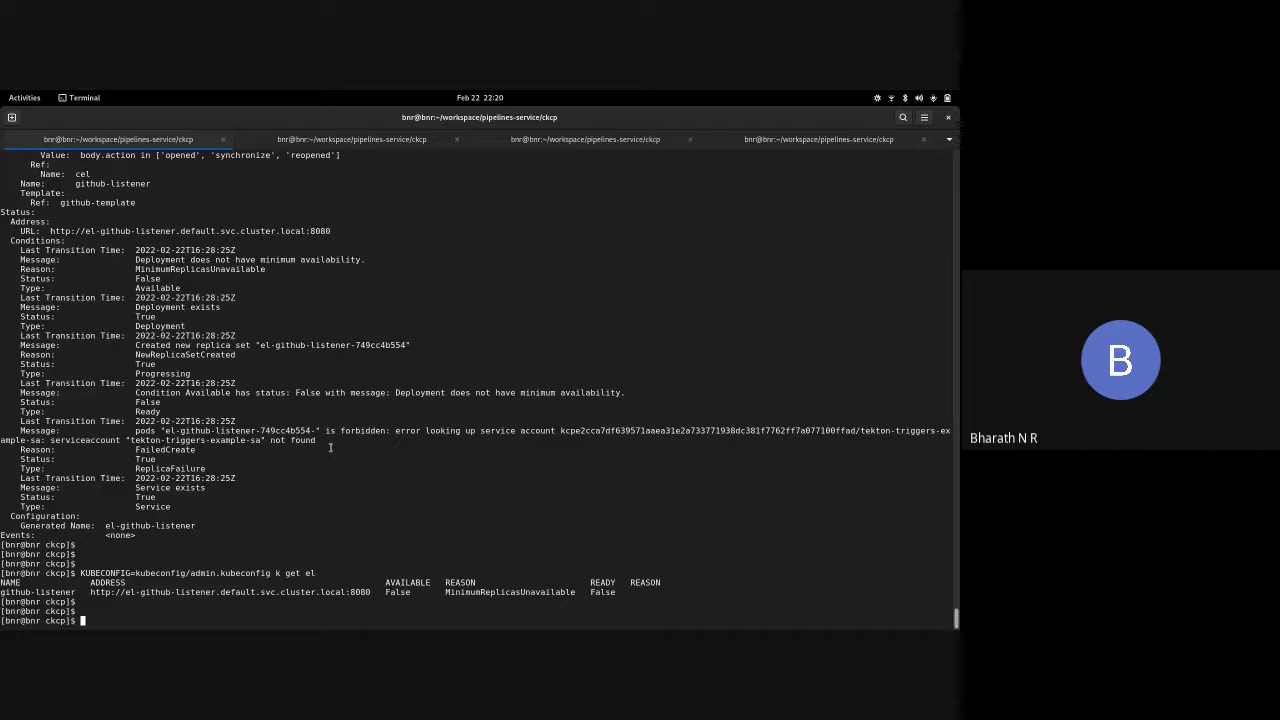 Activities
Terminal
Feb 22 22:20
bnr@bnr:~/workspace/pipelines-service/ckcp
bnr@bnr:~/workspace/pipelines-service/ckcp
bnr@bnr:~/workspace/pipelines-service/ckcp
bnr@bnr:~/workspace/pipelines-service/ckcp
bnr@bnr:~/workspace/pipelines-service/ckcp
Value: body.action in ['opened', 'synchronize', 'reopened']
Ref:
Name: cel
Name: github-listener
Template:
Ref: github-template
Status:
Address:
URL: http://el-github-listener.default.svc.cluster.local:8080
Conditions:
Last Transition Time: 2022-02-22T16:28:25Z
Message: Deployment does not have minimum availability.
Reason: MinimumReplicasUnavailable
Status: False
Type: Available
Last Transition Time: 2022-02-22T16:28:25Z
Message: Deployment exists
Status: True
Type: Deployment
Last Transition Time: 2022-02-22T16:28:25Z
Message: Created new replica set "el-github-listener-749cc4b554"
Reason: NewReplicaSetCreated
Status: True
Type: Progressing
Last Transition Time: 2022-02-22T16:28:25Z
Message: Condition Available has status: False with message: Deployment does not have minimum availability.
Status: False
Type: Ready
Last Transition Time: 2022-02-22T16:28:25Z
Message: pods "el-github-listener-749cc4b554-" is forbidden: error looking up service account kcpe2cca7df639571aaea31e2a733771938dc381f7762ff7a077100ffad/tekton-triggers-ex
ample-sa: serviceaccount "tekton-triggers-example-sa" not found
Reason: FailedCreate
Status: True
Type: ReplicaFailure
Last Transition Time: 2022-02-22T16:28:25Z
Message: Service exists
Status: True
Type: Service
Configuration:
Generated Name: el-github-listener
Events: <none>
[bnr@bnr ckcp]$
[bnr@bnr ckcp]$
[bnr@bnr ckcp]$
[bnr@bnr ckcp]$ KUBECONFIG=kubeconfig/admin.kubeconfig k get el
NAME ADDRESS AVAILABLE REASON READY REASON
github-listener http://el-github-listener.default.svc.cluster.local:8080 False MinimumReplicasUnavailable False
[bnr@bnr ckcp]$
[bnr@bnr ckcp]$
[bnr@bnr ckcp]$
B
Bharath N R